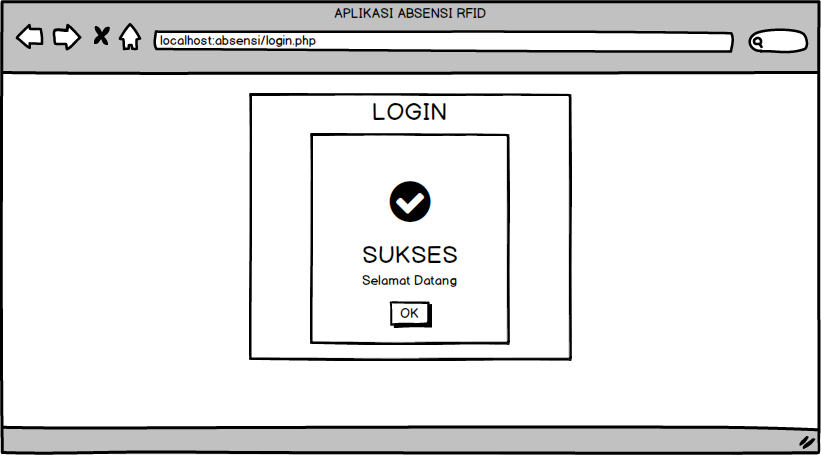 APLIKASI ABSENSI RFID
localhost:absensi/login.php
LOGIN
SUKSES
Selamat Datang
OK